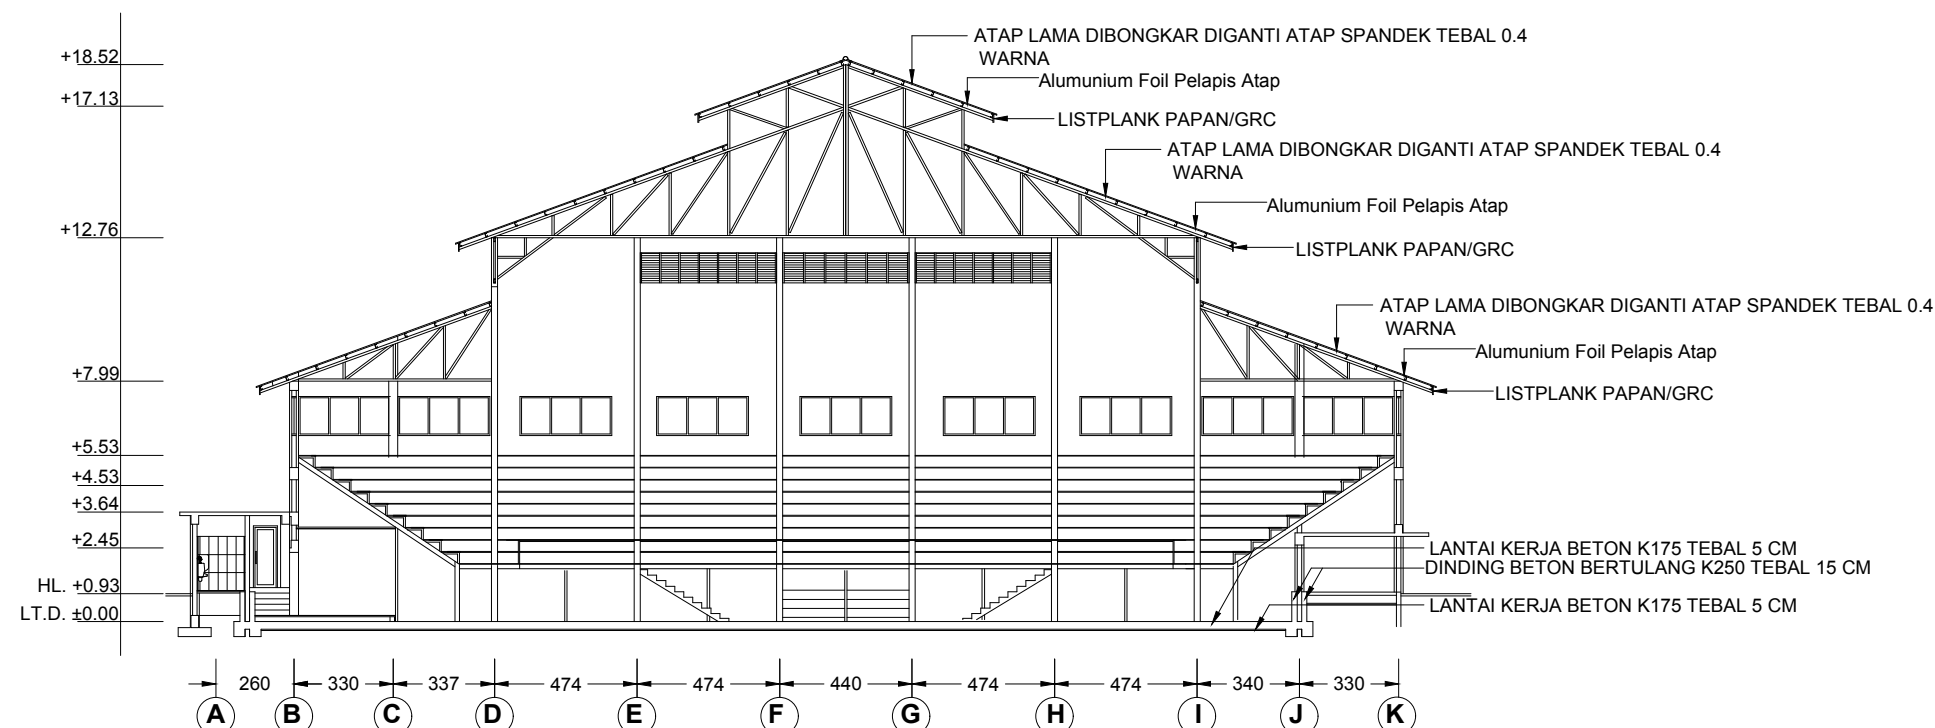 ATAP LAMA DIBONGKAR DIGANTI ATAP SPANDEK TEBAL 0.4
WARNA
+18.52
Alumunium Foil Pelapis Atap
+17.13
LISTPLANK PAPAN/GRC
ATAP LAMA DIBONGKAR DIGANTI ATAP SPANDEK TEBAL 0.4
WARNA
Alumunium Foil Pelapis Atap
+12.76
LISTPLANK PAPAN/GRC
ATAP LAMA DIBONGKAR DIGANTI ATAP SPANDEK TEBAL 0.4
WARNA
Alumunium Foil Pelapis Atap
+7.99
LISTPLANK PAPAN/GRC
+5.53
+4.53
+3.64
+2.45
LANTAI KERJA BETON K175 TEBAL 5 CM
DINDING BETON BERTULANG K250 TEBAL 15 CM
HL. +0.93
LANTAI KERJA BETON K175 TEBAL 5 CM
LT.D. ±0.00
260 330 337 474 474 440 474 474 340 330
A B C D E F G H I J K